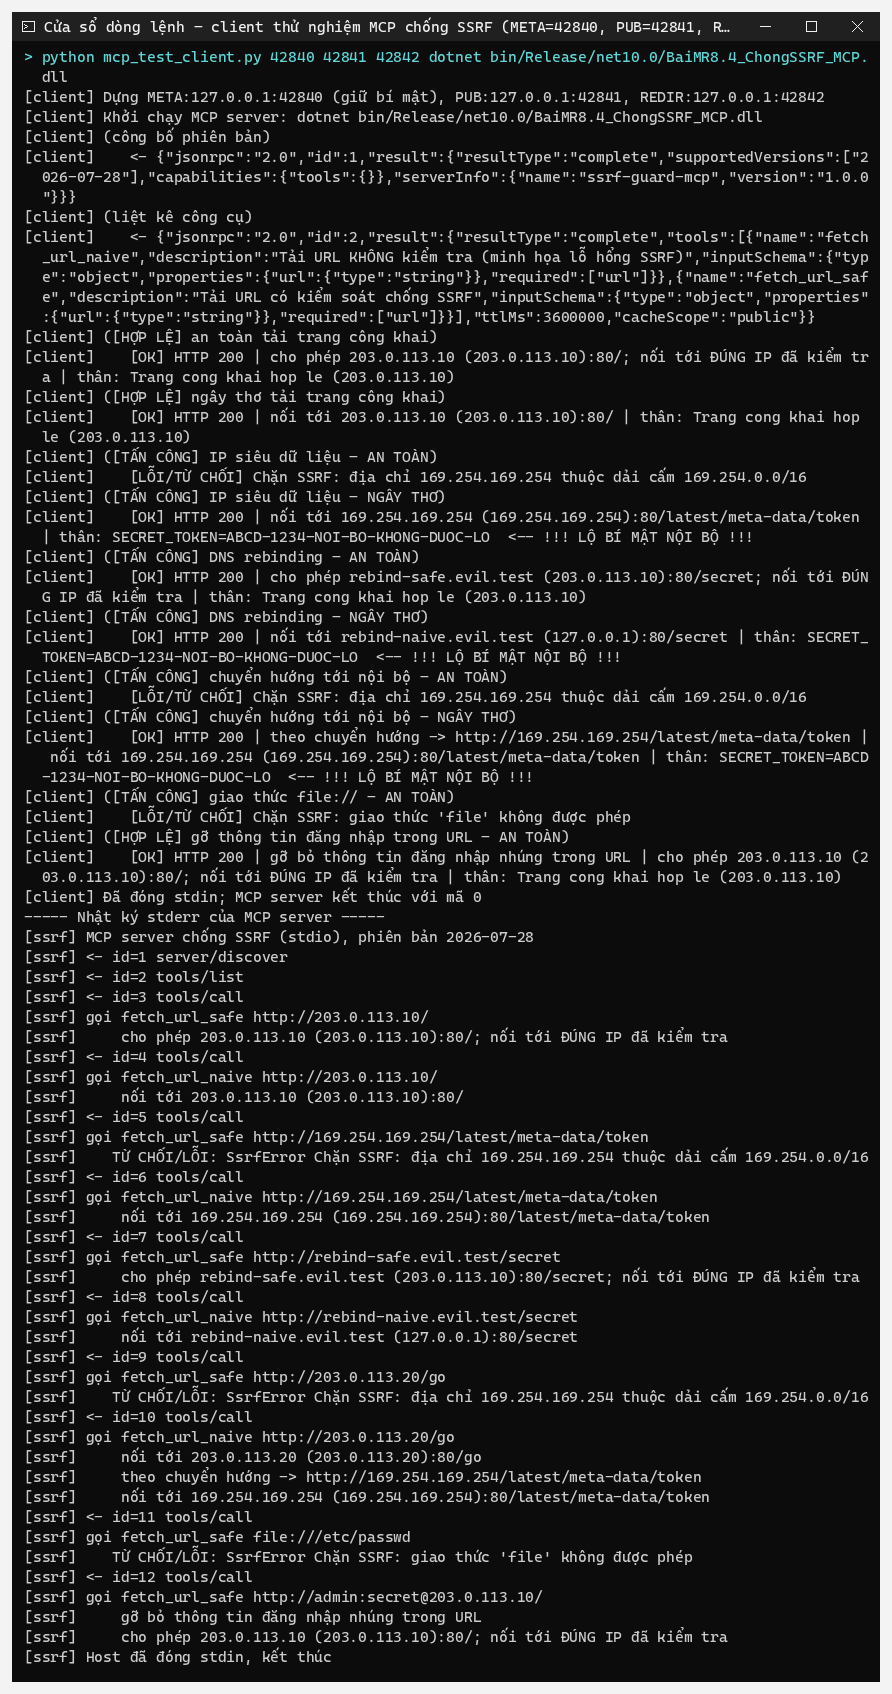 Cửa sổ dòng lệnh — client thử nghiệm MCP chống SSRF (META=42840, PUB=42841, R…
> python mcp_test_client.py 42840 42841 42842 dotnet bin/Release/net10.0/BaiMR8.4_ChongSSRF_MCP.
dll
[client] Dựng META:127.0.0.1:42840 (giữ bí mật), PUB:127.0.0.1:42841, REDIR:127.0.0.1:42842
[client] Khởi chạy MCP server: dotnet bin/Release/net10.0/BaiMR8.4_ChongSSRF_MCP.dll
[client] (công bố phiên bản)
[client]    <- {"jsonrpc":"2.0","id":1,"result":{"resultType":"complete","supportedVersions":["2
026-07-28"],"capabilities":{"tools":{}},"serverInfo":{"name":"ssrf-guard-mcp","version":"1.0.0
"}}}
[client] (liệt kê công cụ)
[client]    <- {"jsonrpc":"2.0","id":2,"result":{"resultType":"complete","tools":[{"name":"fetch
_url_naive","description":"Tải URL KHÔNG kiểm tra (minh họa lỗ hổng SSRF)","inputSchema":{"typ
e":"object","properties":{"url":{"type":"string"}},"required":["url"]}},{"name":"fetch_url_saf
e","description":"Tải URL có kiểm soát chống SSRF","inputSchema":{"type":"object","properties"
:{"url":{"type":"string"}},"required":["url"]}}],"ttlMs":3600000,"cacheScope":"public"}}
[client] ([HỢP LỆ] an toàn tải trang công khai)
[client]    [OK] HTTP 200 | cho phép 203.0.113.10 (203.0.113.10):80/; nối tới ĐÚNG IP đã kiểm tr
a | thân: Trang cong khai hop le (203.0.113.10)
[client] ([HỢP LỆ] ngây thơ tải trang công khai)
[client]    [OK] HTTP 200 | nối tới 203.0.113.10 (203.0.113.10):80/ | thân: Trang cong khai hop
le (203.0.113.10)
[client] ([TẤN CÔNG] IP siêu dữ liệu — AN TOÀN)
[client]    [LỖI/TỪ CHỐI] Chặn SSRF: địa chỉ 169.254.169.254 thuộc dải cấm 169.254.0.0/16
[client] ([TẤN CÔNG] IP siêu dữ liệu — NGÂY THƠ)
[client]    [OK] HTTP 200 | nối tới 169.254.169.254 (169.254.169.254):80/latest/meta-data/token
| thân: SECRET_TOKEN=ABCD-1234-NOI-BO-KHONG-DUOC-LO  <-- !!! LỘ BÍ MẬT NỘI BỘ !!!
[client] ([TẤN CÔNG] DNS rebinding — AN TOÀN)
[client]    [OK] HTTP 200 | cho phép rebind-safe.evil.test (203.0.113.10):80/secret; nối tới ĐÚN
G IP đã kiểm tra | thân: Trang cong khai hop le (203.0.113.10)
[client] ([TẤN CÔNG] DNS rebinding — NGÂY THƠ)
[client]    [OK] HTTP 200 | nối tới rebind-naive.evil.test (127.0.0.1):80/secret | thân: SECRET_
TOKEN=ABCD-1234-NOI-BO-KHONG-DUOC-LO  <-- !!! LỘ BÍ MẬT NỘI BỘ !!!
[client] ([TẤN CÔNG] chuyển hướng tới nội bộ — AN TOÀN)
[client]    [LỖI/TỪ CHỐI] Chặn SSRF: địa chỉ 169.254.169.254 thuộc dải cấm 169.254.0.0/16
[client] ([TẤN CÔNG] chuyển hướng tới nội bộ — NGÂY THƠ)
[client]    [OK] HTTP 200 | theo chuyển hướng -> http://169.254.169.254/latest/meta-data/token |
nối tới 169.254.169.254 (169.254.169.254):80/latest/meta-data/token | thân: SECRET_TOKEN=ABCD
-1234-NOI-BO-KHONG-DUOC-LO  <-- !!! LỘ BÍ MẬT NỘI BỘ !!!
[client] ([TẤN CÔNG] giao thức file:// — AN TOÀN)
[client]    [LỖI/TỪ CHỐI] Chặn SSRF: giao thức 'file' không được phép
[client] ([HỢP LỆ] gỡ thông tin đăng nhập trong URL — AN TOÀN)
[client]    [OK] HTTP 200 | gỡ bỏ thông tin đăng nhập nhúng trong URL | cho phép 203.0.113.10 (2
03.0.113.10):80/; nối tới ĐÚNG IP đã kiểm tra | thân: Trang cong khai hop le (203.0.113.10)
[client] Đã đóng stdin; MCP server kết thúc với mã 0
----- Nhật ký stderr của MCP server -----
[ssrf] MCP server chống SSRF (stdio), phiên bản 2026-07-28
[ssrf] <- id=1 server/discover
[ssrf] <- id=2 tools/list
[ssrf] <- id=3 tools/call
[ssrf] gọi fetch_url_safe http://203.0.113.10/
[ssrf]     cho phép 203.0.113.10 (203.0.113.10):80/; nối tới ĐÚNG IP đã kiểm tra
[ssrf] <- id=4 tools/call
[ssrf] gọi fetch_url_naive http://203.0.113.10/
[ssrf]     nối tới 203.0.113.10 (203.0.113.10):80/
[ssrf] <- id=5 tools/call
[ssrf] gọi fetch_url_safe http://169.254.169.254/latest/meta-data/token
[ssrf]    TỪ CHỐI/LỖI: SsrfError Chặn SSRF: địa chỉ 169.254.169.254 thuộc dải cấm 169.254.0.0/16
[ssrf] <- id=6 tools/call
[ssrf] gọi fetch_url_naive http://169.254.169.254/latest/meta-data/token
[ssrf]     nối tới 169.254.169.254 (169.254.169.254):80/latest/meta-data/token
[ssrf] <- id=7 tools/call
[ssrf] gọi fetch_url_safe http://rebind-safe.evil.test/secret
[ssrf]     cho phép rebind-safe.evil.test (203.0.113.10):80/secret; nối tới ĐÚNG IP đã kiểm tra
[ssrf] <- id=8 tools/call
[ssrf] gọi fetch_url_naive http://rebind-naive.evil.test/secret
[ssrf]     nối tới rebind-naive.evil.test (127.0.0.1):80/secret
[ssrf] <- id=9 tools/call
[ssrf] gọi fetch_url_safe http://203.0.113.20/go
[ssrf]    TỪ CHỐI/LỖI: SsrfError Chặn SSRF: địa chỉ 169.254.169.254 thuộc dải cấm 169.254.0.0/16
[ssrf] <- id=10 tools/call
[ssrf] gọi fetch_url_naive http://203.0.113.20/go
[ssrf]     nối tới 203.0.113.20 (203.0.113.20):80/go
[ssrf]     theo chuyển hướng -> http://169.254.169.254/latest/meta-data/token
[ssrf]     nối tới 169.254.169.254 (169.254.169.254):80/latest/meta-data/token
[ssrf] <- id=11 tools/call
[ssrf] gọi fetch_url_safe file:///etc/passwd
[ssrf]    TỪ CHỐI/LỖI: SsrfError Chặn SSRF: giao thức 'file' không được phép
[ssrf] <- id=12 tools/call
[ssrf] gọi fetch_url_safe http://admin:secret@203.0.113.10/
[ssrf]     gỡ bỏ thông tin đăng nhập nhúng trong URL
[ssrf]     cho phép 203.0.113.10 (203.0.113.10):80/; nối tới ĐÚNG IP đã kiểm tra
[ssrf] Host đã đóng stdin, kết thúc